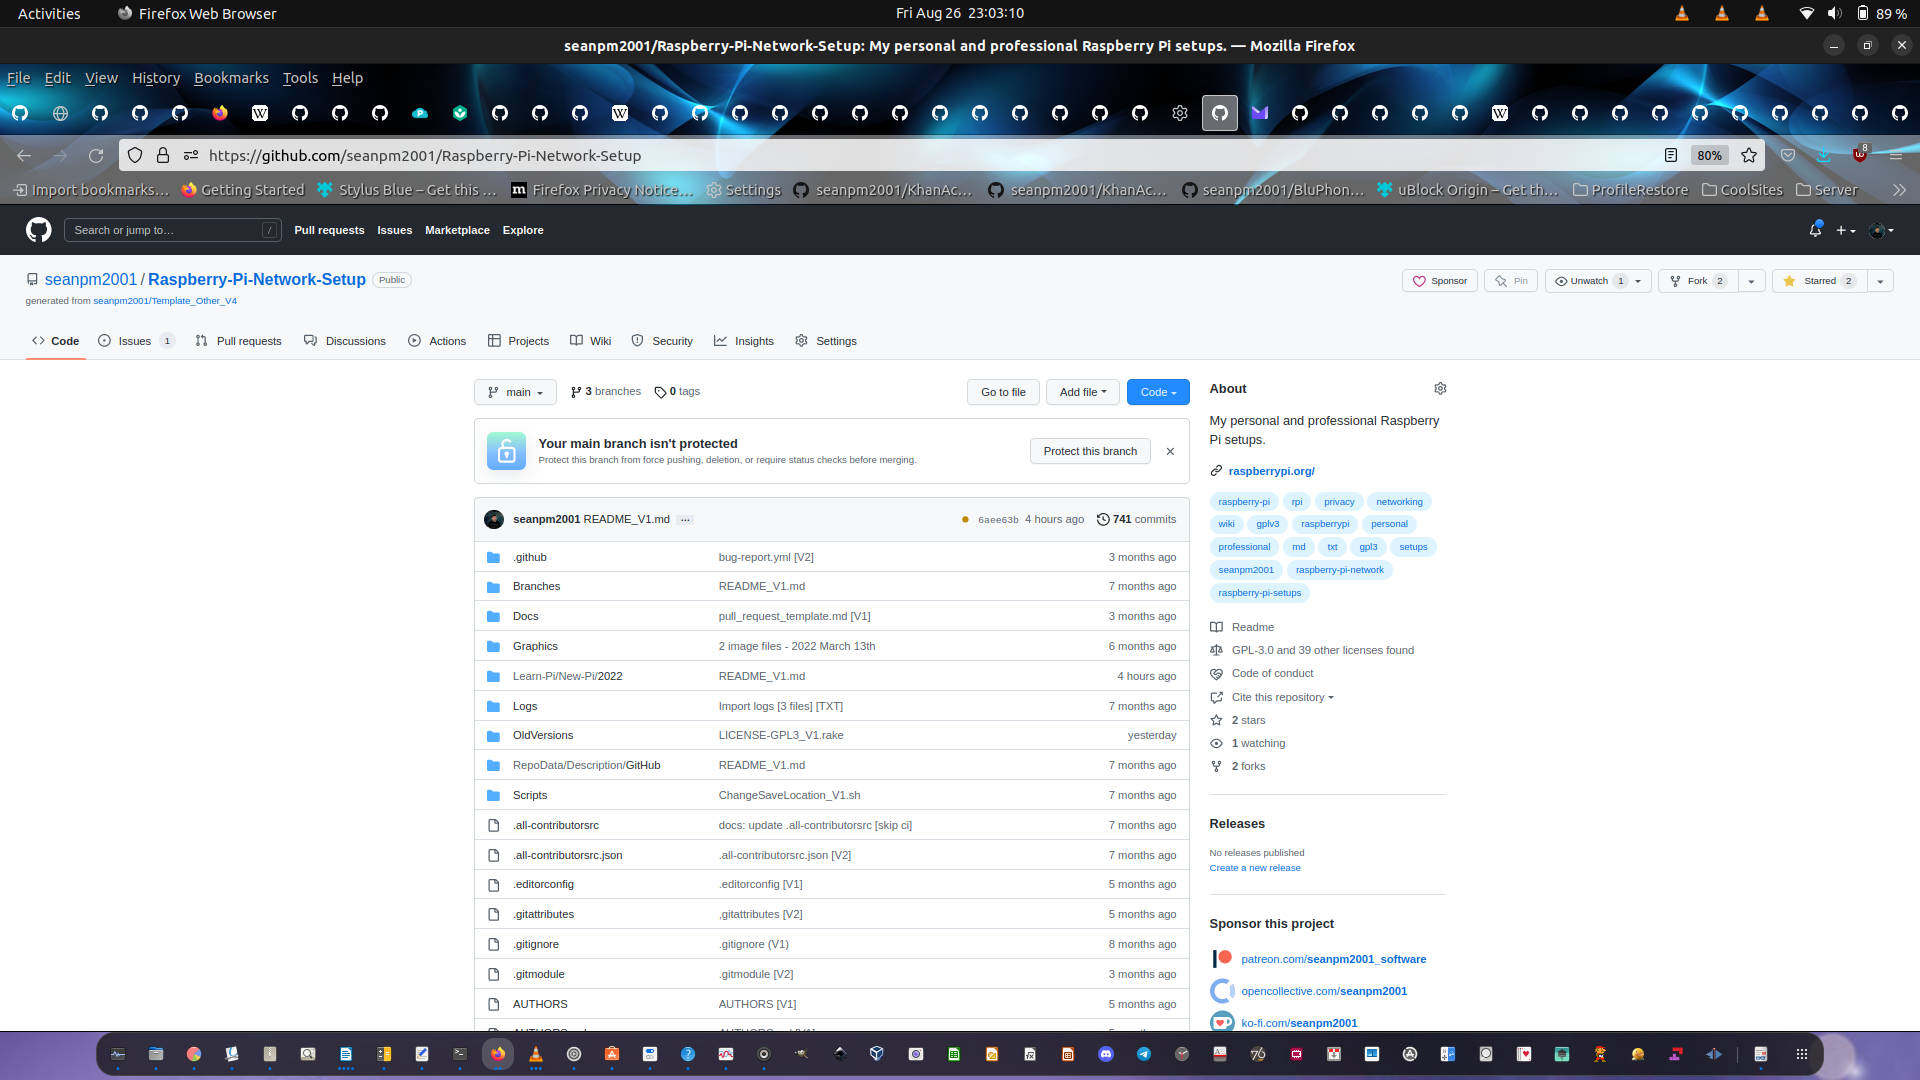 Activities Firefox Web Browser Fri Aug 26 23:03:10 89 %
seanpm2001/Raspberry-Pi-Network-Setup: My personal and professional Raspberry Pi setups. — Mozilla Firefox
File Edit View History Bookmarks Tools Help
https://github.com/seanpm2001/Raspberry-Pi-Network-Setup 80% 8
Import bookmarks… Getting Started Stylus Blue – Get this … Firefox Privacy Notice… Settings seanpm2001/KhanAc… seanpm2001/KhanAc… seanpm2001/BluPhon… uBlock Origin – Get th… ProfileRestore CoolSites Server
Search or jump to… / Pull requests Issues Marketplace Explore
seanpm2001 / Raspberry-Pi-Network-Setup Public Sponsor Pin Unwatch 1 Fork 2 Starred 2
generated from seanpm2001/Template_Other_V4
Code Issues 1 Pull requests Discussions Actions Projects Wiki Security Insights Settings
main 3 branches 0 tags Go to file Add file Code
Your main branch isn't protected
Protect this branch from force pushing, deletion, or require status checks before merging.
Protect this branch
seanpm2001 README_V1.md … 6aee63b 4 hours ago 741 commits
.github bug-report.yml [V2] 3 months ago
Branches README_V1.md 7 months ago
Docs pull_request_template.md [V1] 3 months ago
Graphics 2 image files - 2022 March 13th 6 months ago
Learn-Pi/New-Pi/2022 README_V1.md 4 hours ago
Logs Import logs [3 files] [TXT] 7 months ago
OldVersions LICENSE-GPL3_V1.rake yesterday
RepoData/Description/GitHub README_V1.md 7 months ago
Scripts ChangeSaveLocation_V1.sh 7 months ago
.all-contributorsrc docs: update .all-contributorsrc [skip ci] 7 months ago
.all-contributorsrc.json .all-contributorsrc.json [V2] 7 months ago
.editorconfig .editorconfig [V1] 5 months ago
.gitattributes ,gitattributes [V2] 5 months ago
.gitignore .gitignore (V1) 8 months ago
.gitmodule .gitmodule [V2] 3 months ago
AUTHORS AUTHORS [V1] 5 months ago
About
My personal and professional Raspberry
Pi setups.
raspberrypi.org/
raspberry-pi rpi privacy networking
wiki gplv3 raspberrypi personal
professional md txt gpl3 setups
seanpm2001 raspberry-pi-network
raspberry-pi-setups
Readme
GPL-3.0 and 39 other licenses found
Code of conduct
Cite this repository
2 stars
1 watching
2 forks
Releases
No releases published
Create a new release
Sponsor this project
patreon.com/seanpm2001_software
opencollective.com/seanpm2001
ko-fi.com/seanpm2001